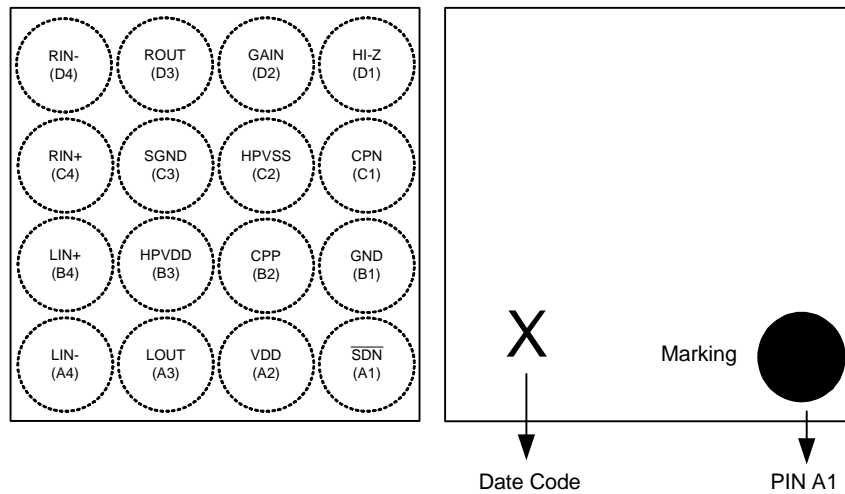 RIN-
(D4)
ROUT
(D3)
GAIN
(D2)
HI-Z
(D1)
RIN+
(C4)
SGND
(C3)
HPVSS
(C2)
CPN
(C1)
LIN+
(B4)
HPVDD
(B3)
CPP
(B2)
GND
(B1)
LIN-
(A4)
LOUT
(A3)
VDD
(A2)
SDN
(A1)
X
Marking
Date Code
PIN A1